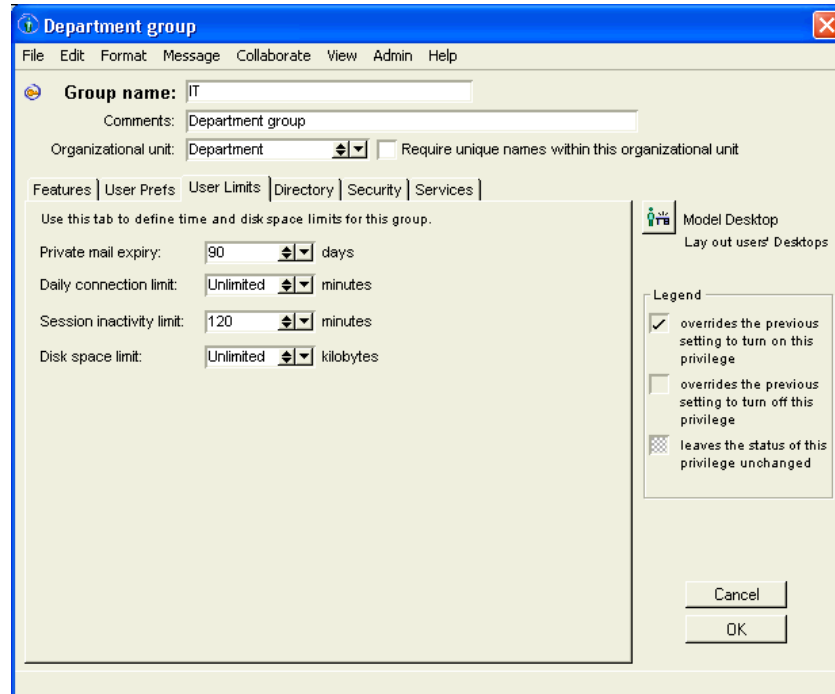 Department group
File Edit Format Message Collaborate View Admin Help
Group name: IT
Comments: Department group
Organizational unit: Department Require unique names within this organizational unit
Features User Prefs User Limits Directory Security Services
Use this tab to define time and disk space limits for this group.
Private mail expiry: 90 days
Daily connection limit: Unlimited minutes
Session inactivity limit: 120 minutes
Disk space limit: Unlimited kilobytes
Model Desktop
Lay out users' Desktops
Legend
overrides the previous
setting to turn on this
privilege
overrides the previous
setting to turn off this
privilege
leaves the status of this
privilege unchanged
Cancel
OK